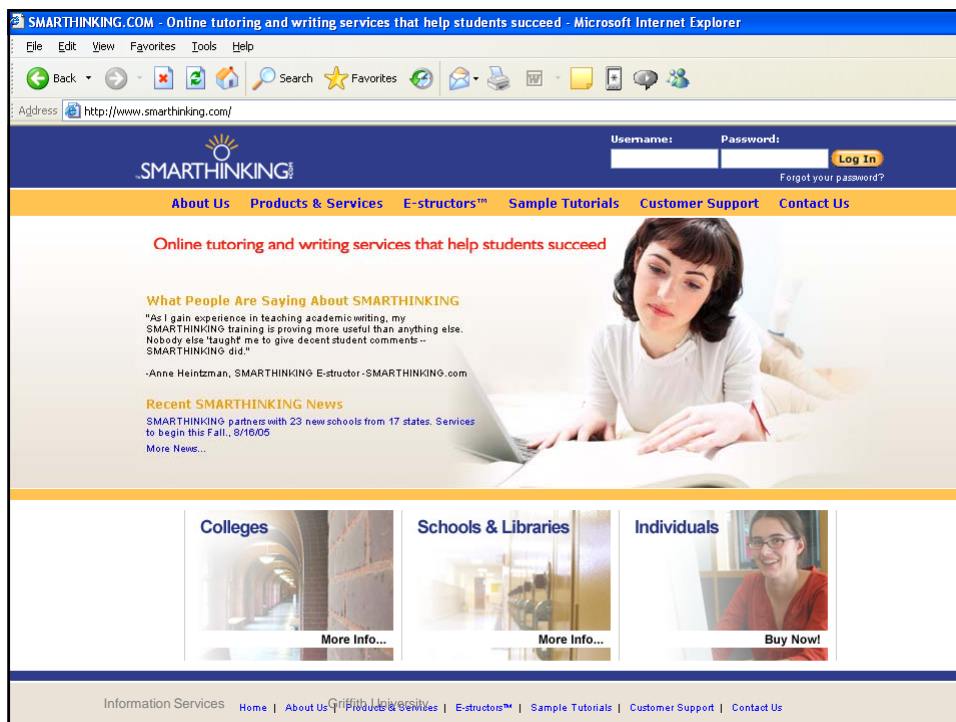 SMARTHINKING.COM - Online tutoring and writing services that help students succeed - Microsoft Internet Explorer
File Edit View Favorites Tools Help
Back Search Favorites
Address http://www.smarthinking.com/
Username: Password:
SMARTHINKING.COM
Log In
Forgot your password?
About Us Products & Services E-structors™ Sample Tutorials Customer Support Contact Us
Online tutoring and writing services that help students succeed
What People Are Saying About SMARTHINKING
"As I gain experience in teaching academic writing, my
SMARTHINKING training is proving more useful than anything else.
Nobody else 'taught' me to give decent student comments --
SMARTHINKING did."
-Anne Heintzman, SMARTHINKING E-structor -SMARTHINKING.com
Recent SMARTHINKING News
SMARTHINKING partners with 23 new schools from 17 states. Services
to begin this Fall., 8/16/05
More News...
Colleges Schools & Libraries Individuals
More Info... More Info... Buy Now!
Information Services Griffith University
Home | About Us | Products & Services | E-structors™ | Sample Tutorials | Customer Support | Contact Us